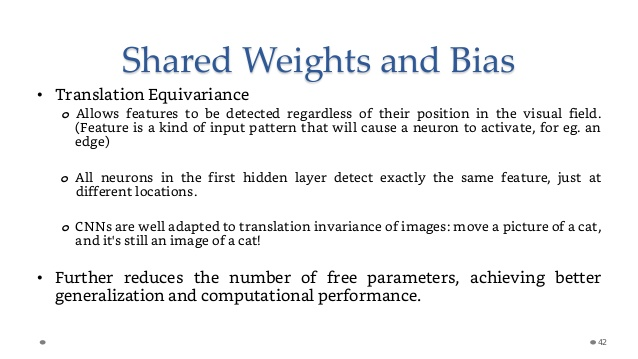 Shared Weights and Bias
• Translation Equivariance
o Allows features to be detected regardless of their position in the visual field.
(Feature is a kind of input pattern that will cause a neuron to activate, for eg. an
edge)
o All neurons in the first hidden layer detect exactly the same feature, just at
different locations.
o CNNs are well adapted to translation invariance of images: move a picture of a cat,
and it's still an image of a cat!
• Further reduces the number of free parameters, achieving better
generalization and computational performance.
42